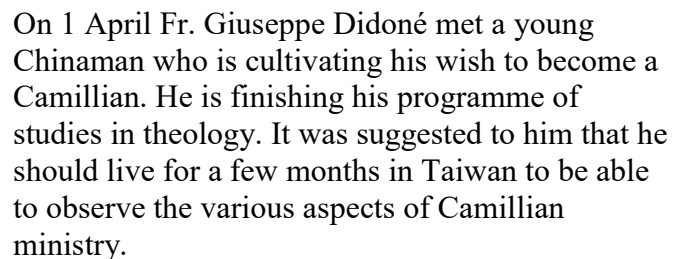 On 1 April Fr. Giuseppe Didoné met a young
Chinaman who is cultivating his wish to become a
Camillian. He is finishing his programme of
studies in theology. It was suggested to him that he
should live for a few months in Taiwan to be able
to observe the various aspects of Camillian
ministry.